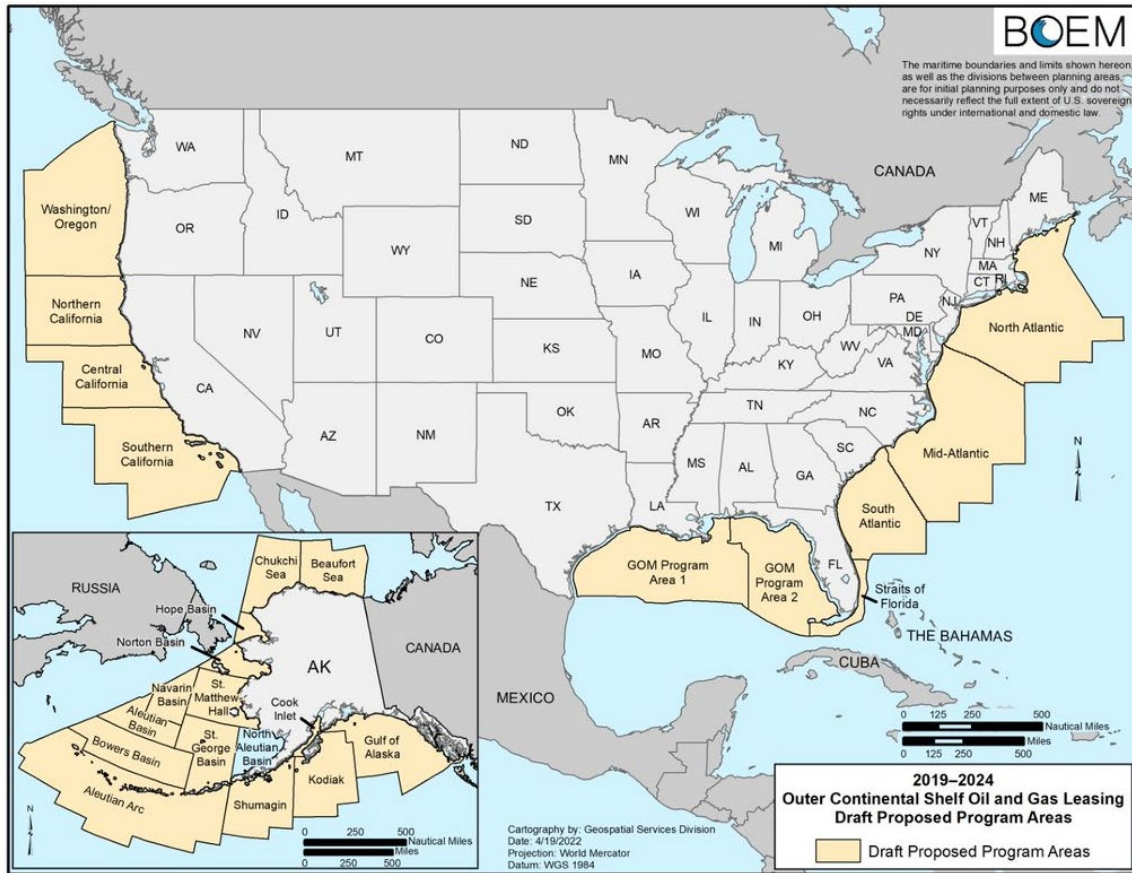 BOEM
The maritime boundaries and limits shown hereon,
as well as the divisions between planning areas,
are for initial planning purposes only and do not
necessarily reflect the full extent of U.S. sovereign
rights under international and domestic law.
CANADA
WA
MT
ND
MN
ME
Washington/
Oregon
OR
ID
SD
WI
VT
NH
WY
MI
NY
MA
CT
RI
IA
NE
PA
NJ
Northern
California
NV
UT
CO
IL
IN
OH
DE
MD
North Atlantic
KS
MO
WV
VA
KY
Central
California
CA
OK
TN
NC
AZ
NM
AR
SC
Southern
California
MS
AL
GA
Mid-Atlantic
N
TX
LA
South
Atlantic
GOM Program
Area 1
GOM
Program
Area 2
FL
Straits of
Florida
THE BAHAMAS
CUBA
MEXICO
250
0
250
500
Nautical Miles
250
0
250
500
Miles
RUSSIA
Chukchi
Sea
Beaufort
Sea
Hope Basin
Norton Basin
CANADA
AK
Navarin
Basin
St.
Matthew
Hall
Cook
Inlet
Aleutian
Basin
St.
George
Basin
North
Aleutian
Basin
Gulf of
Alaska
Bowers Basin
Kodiak
Aleutian Arc
Shumagin
N
0
250
500
Nautical Miles
0
250
500
Miles
Cartography by: Geospatial Services Division
Date: 4/19/2022
Projection: World Mercator
Datum: WGS 1984
2019–2024
Outer Continental Shelf Oil and Gas Leasing
Draft Proposed Program Areas
Draft Proposed Program Areas